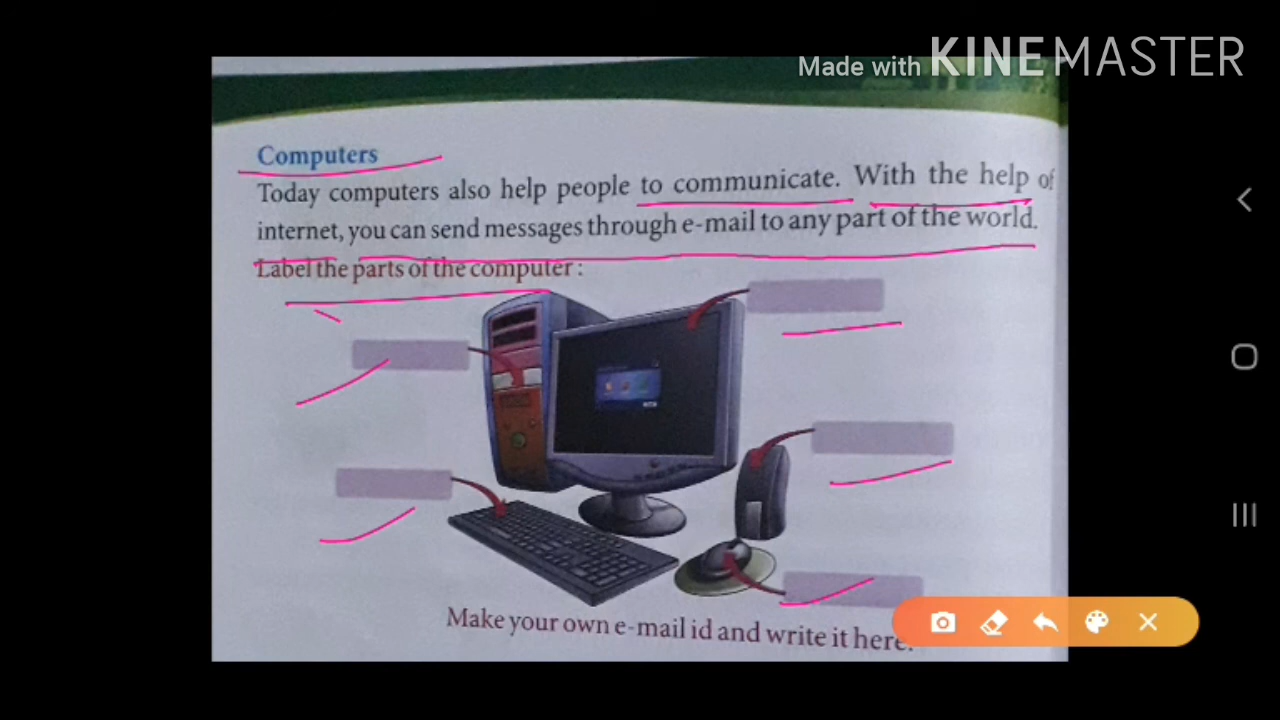 Made with KINEMASTER
Computers
Today computers also help people to communicate. With the help of
internet, you can send messages through e-mail to any part of the world.
Label the parts of the computer :
Make your own e-mail id and write it here.